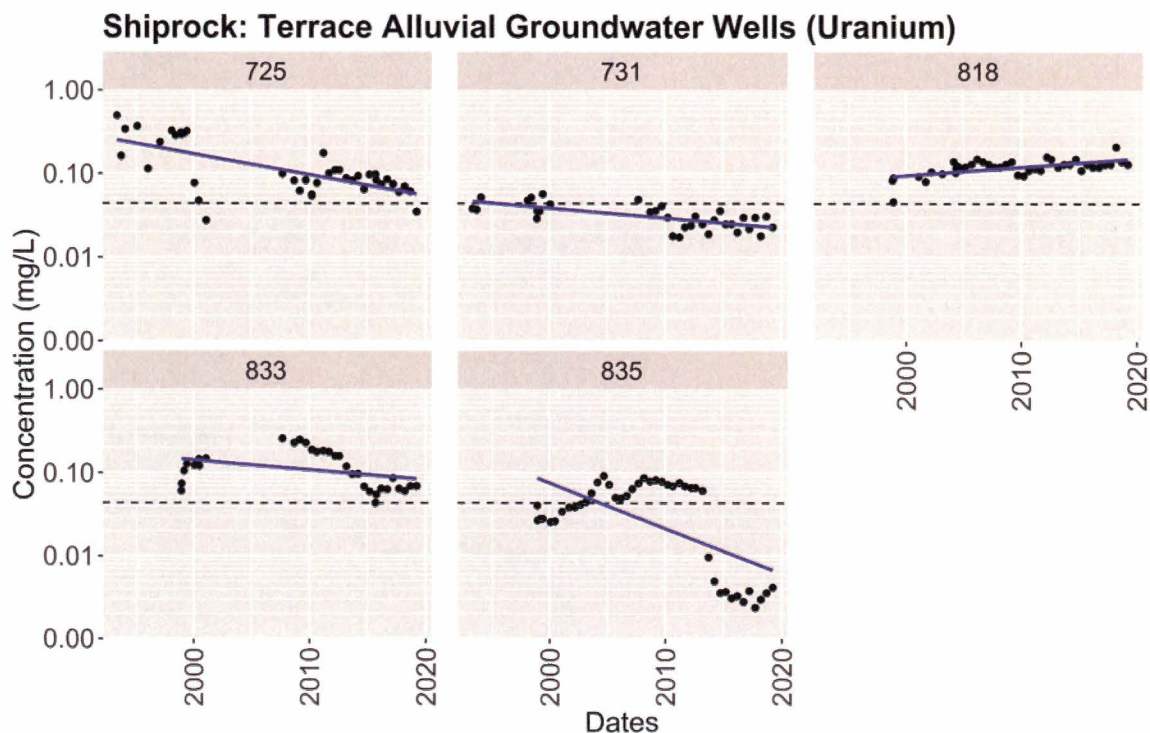 Shiprock: Terrace Alluvial Groundwater Wells (Uranium)
725 731 818
1.00
0.10
0.01
0.00
2000 2010 2020
833 835
1.00
0.10
0.01
0.00
2000 2010 2020 2000 2010 2020
Concentration (mg/L)
Dates